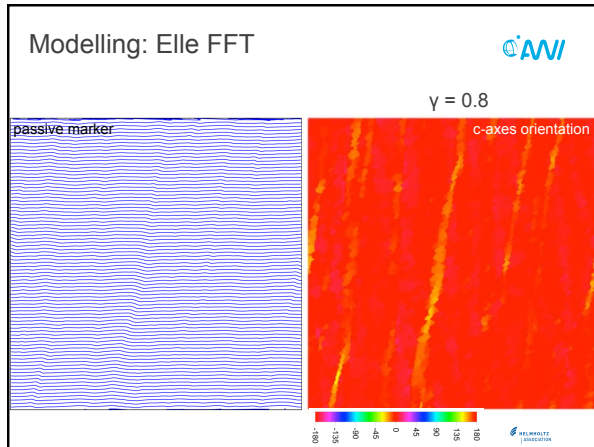 Modelling: Elle FFT
AWI
γ = 0.8
passive marker
c-axes orientation
-180
-135
-90
-45
0
45
90
135
180
HELMHOLTZ
ASSOCIATION